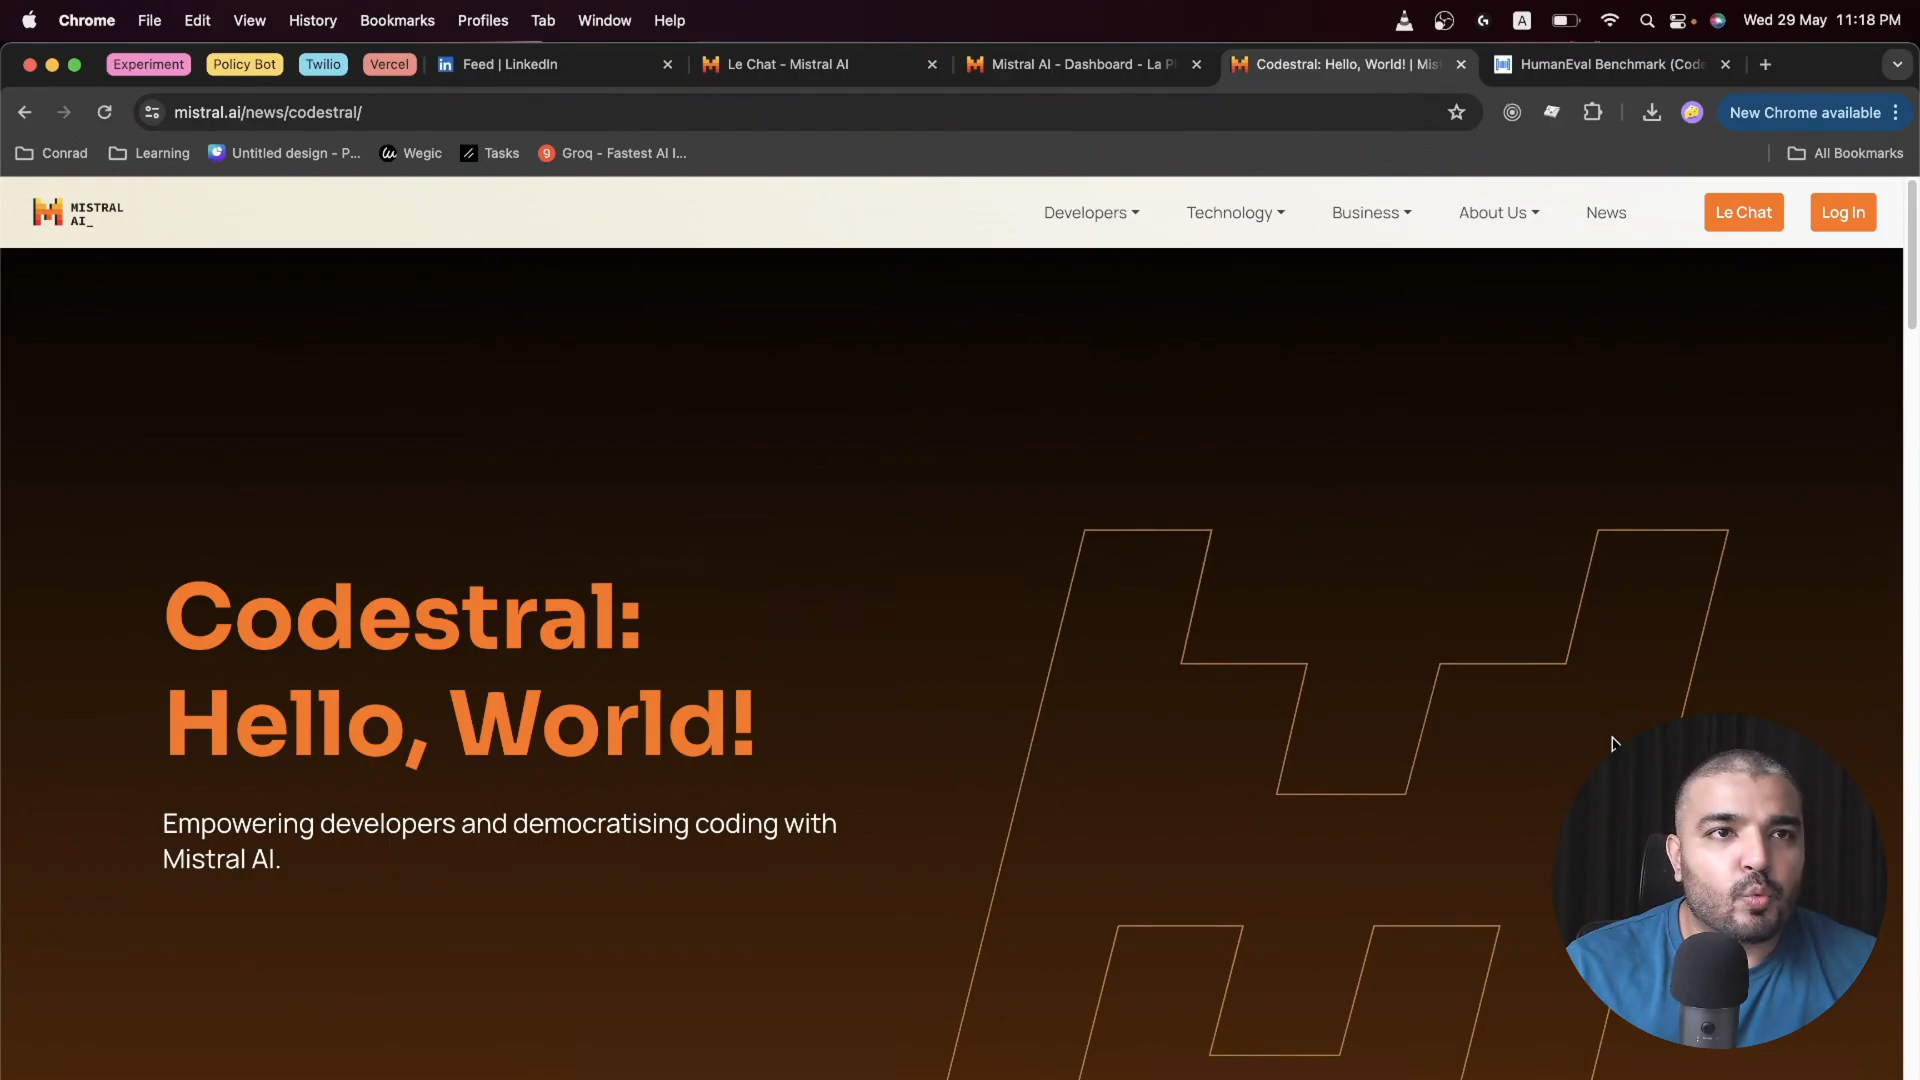 Chrome File Edit View History Bookmarks Profiles Tab Window Help
A
Wed 29 May 11:18 PM
Experiment Policy Bot Twilio Vercel
Feed | LinkedIn
Le Chat - Mistral AI
Mistral AI - Dashboard - La P
Codestral: Hello, World! | Mis
HumanEval Benchmark (Code
mistral.ai/news/codestral/
New Chrome available
Conrad Learning Untitled design - P... Wegic Tasks Groq - Fastest AI I... All Bookmarks
MISTRAL
AI_
Developers Technology Business About Us News Le Chat Log In
Codestral:
Hello, World!
Empowering developers and democratising coding with
Mistral AI.